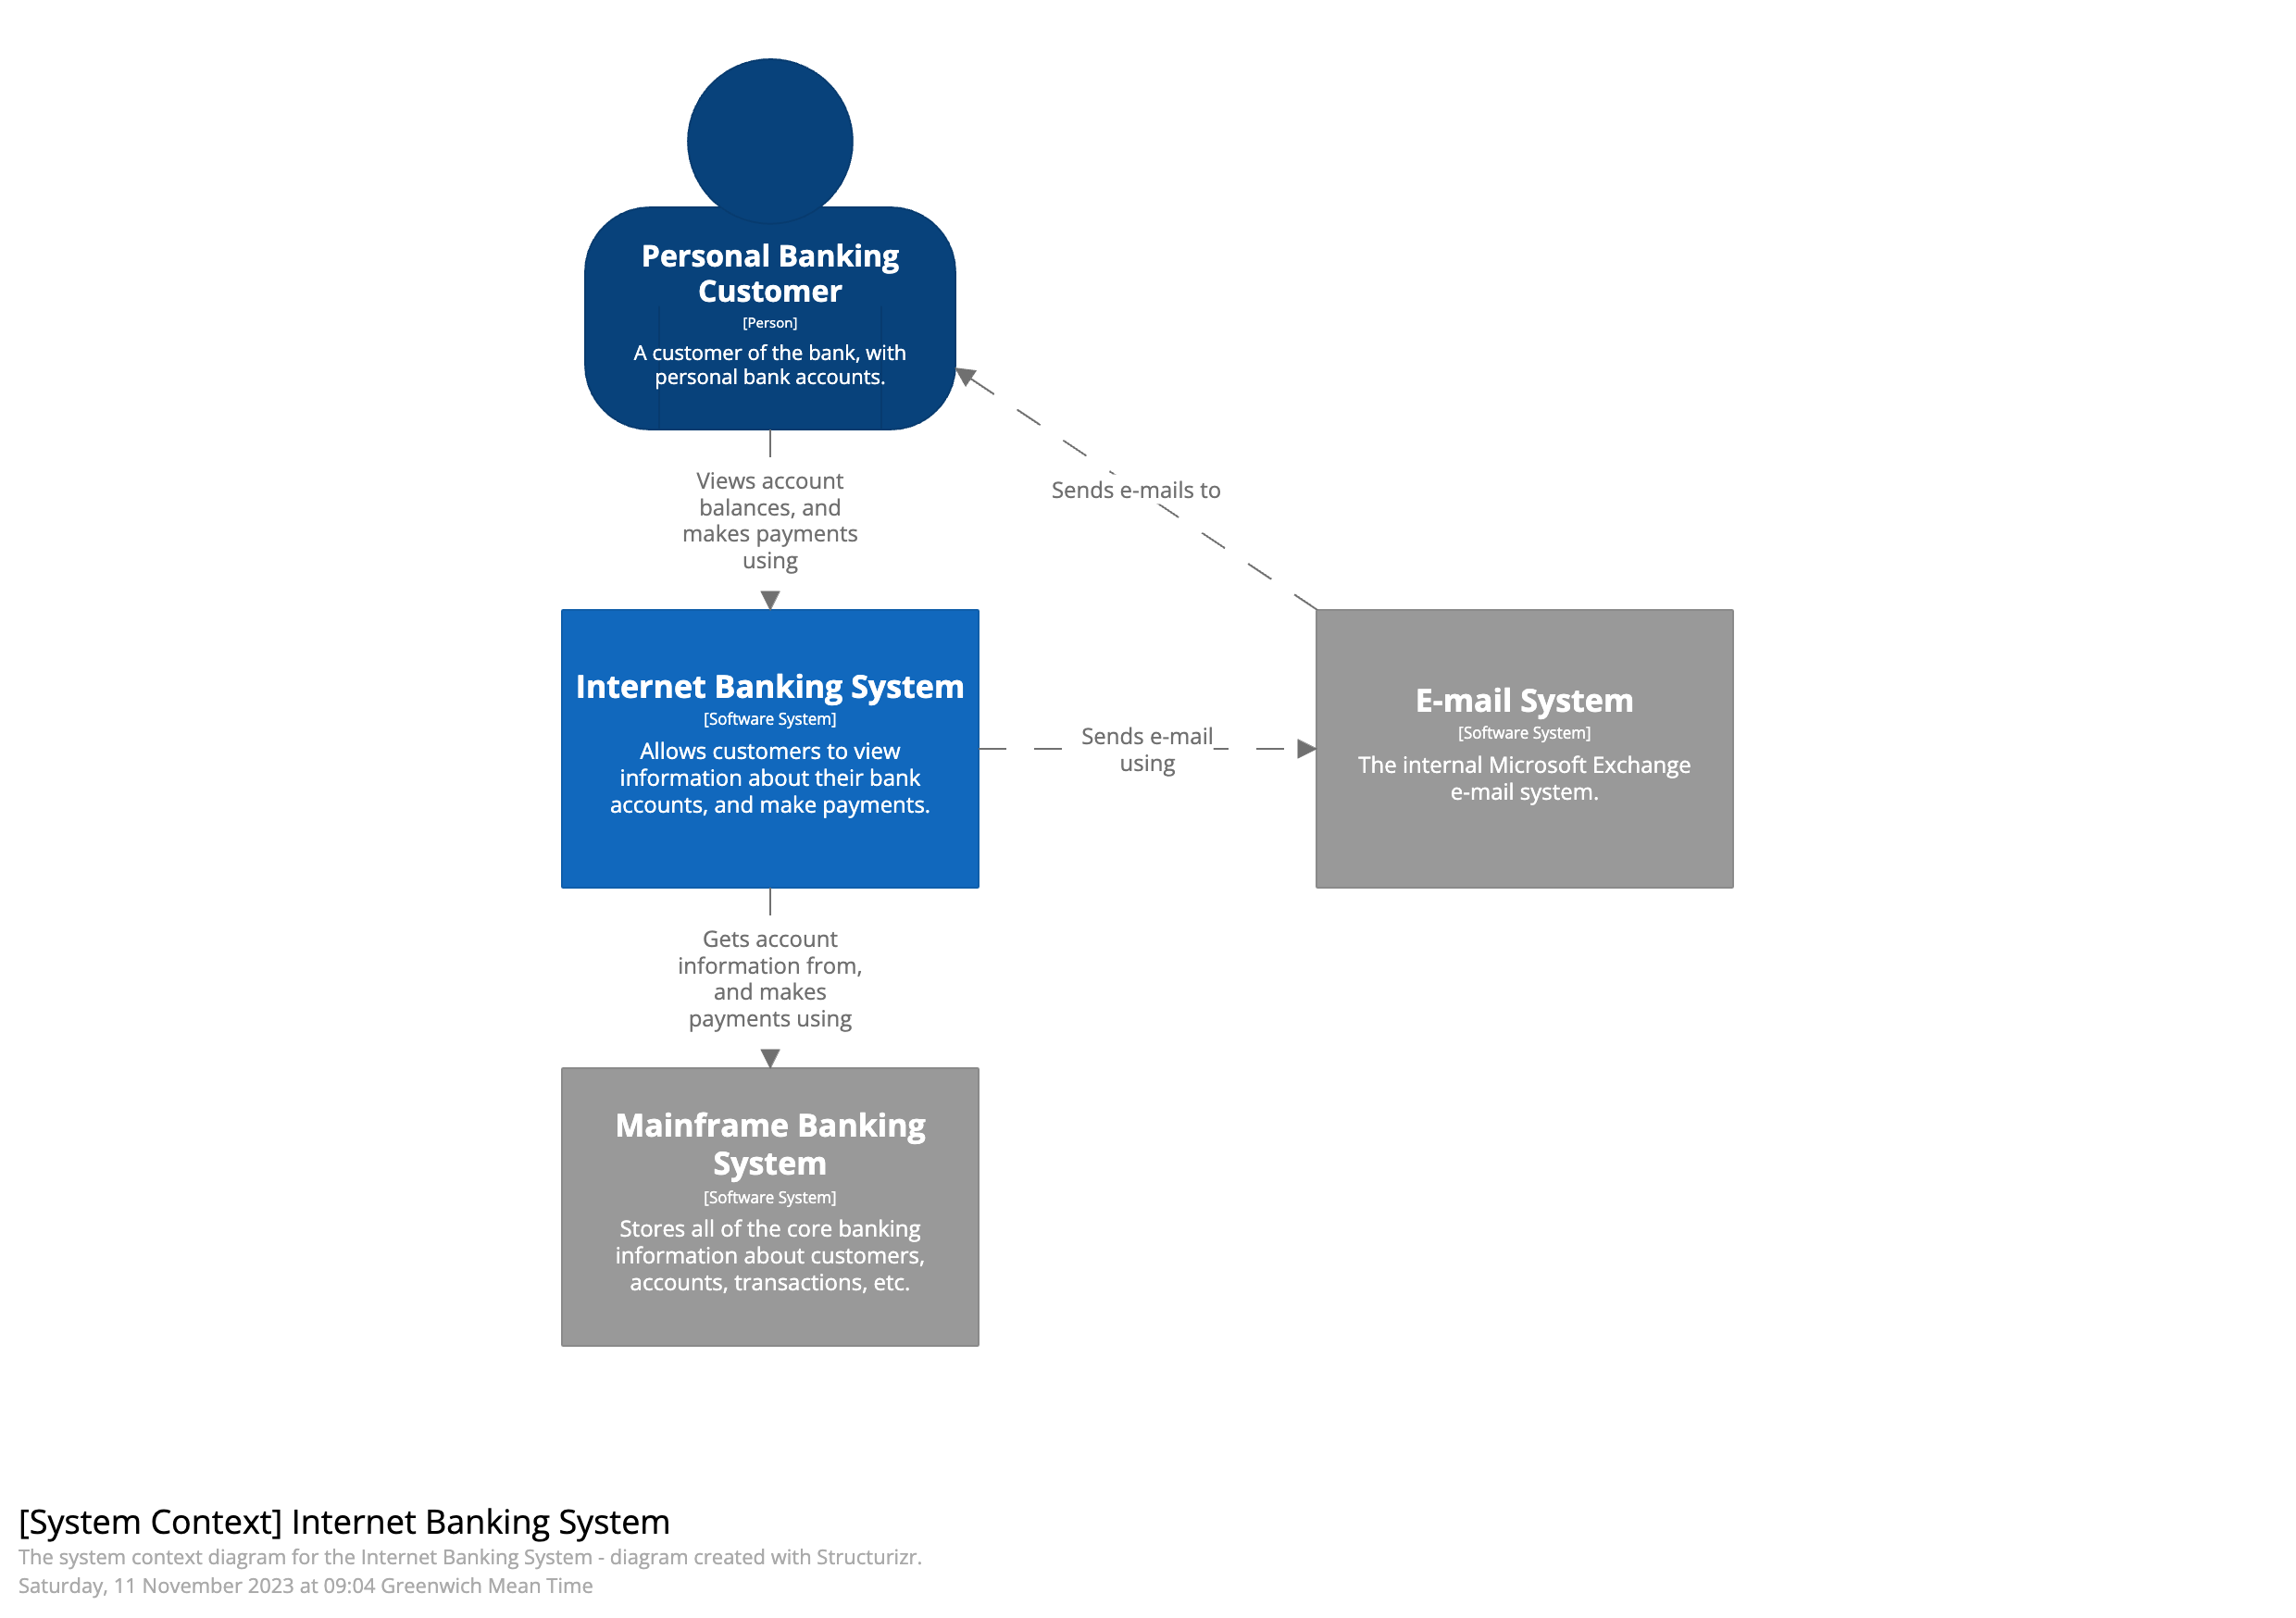 Personal Banking
Customer
[Person]
A customer of the bank, with
personal bank accounts.
Views account
balances, and
makes payments
using
Sends e-mails to
Internet Banking System
[Software System]
Allows customers to view
information about their bank
accounts, and make payments.
Sends e-mail
using
E-mail System
[Software System]
The internal Microsoft Exchange
e-mail system.
Gets account
information from,
and makes
payments using
Mainframe Banking
System
[Software System]
Stores all of the core banking
information about customers,
accounts, transactions, etc.
[System Context] Internet Banking System
The system context diagram for the Internet Banking System - diagram created with Structurizr.
Saturday, 11 November 2023 at 09:04 Greenwich Mean Time